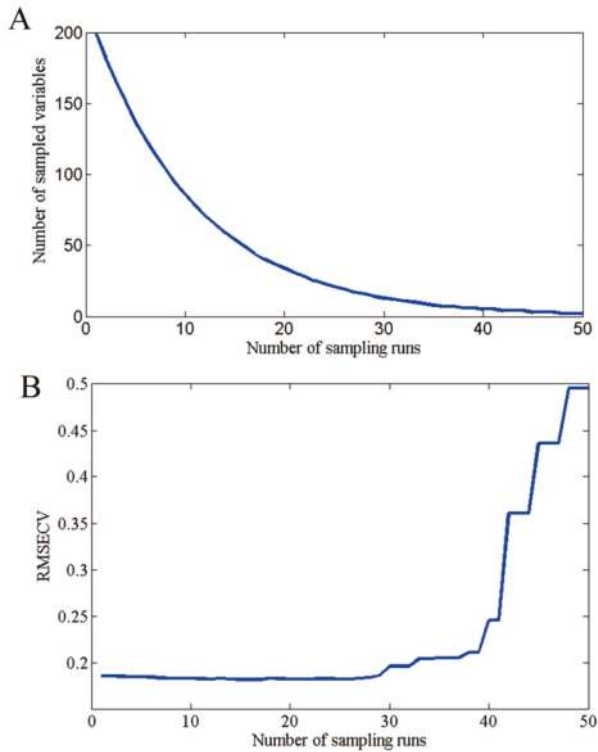 A
200
150
100
50
0
Number of sampled variables
0 10 20 30 40 50
Number of sampling runs
B
0.5
0.45
0.4
0.35
0.3
0.25
0.2
RMSECV
0 10 20 30 40 50
Number of sampling runs